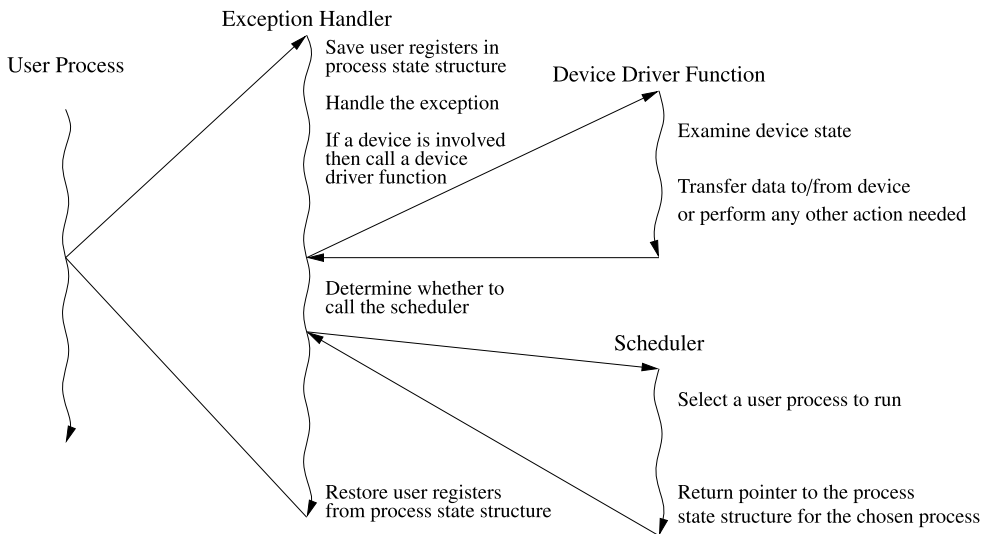 Exception Handler
User Process
Save user registers in
process state structure
Handle the exception
If a device is involved
then call a device
driver function
Device Driver Function
Examine device state
Transfer data to/from device
or perform any other action needed
Determine whether to
call the scheduler
Scheduler
Select a user process to run
Restore user registers
from process state structure
Return pointer to the process
state structure for the chosen process